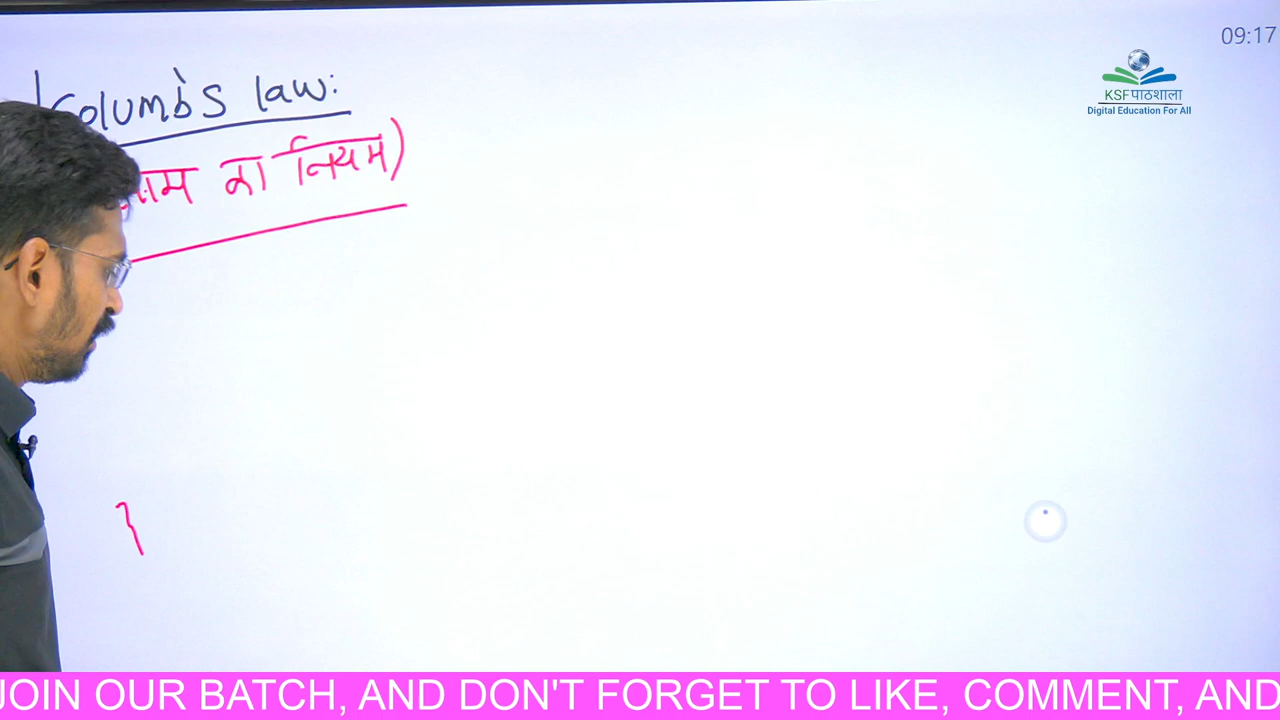 09:17
KSFपाठशाला
Digital Education For All
Columb's law:
का नियम)
JOIN OUR BATCH, AND DON'T FORGET TO LIKE, COMMENT, AND